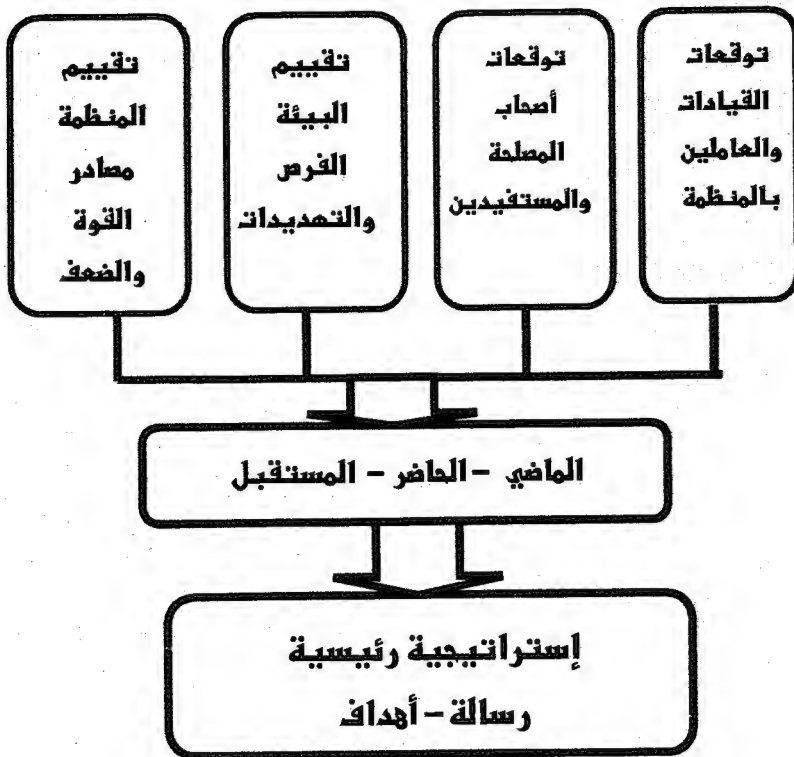 توقعات
القيادات
والعاملين
بالمنظمة
توقعات
أصحاب
المصلحة
والمستفيدين
تقييم
البيئة
الفرص
والتهديدات
تقييم
المنظمة
مصادر
القوة
والضعف
الماضي – الحاضر – المستقبل
إستراتيجية رئيسية
رسالة – أهداف